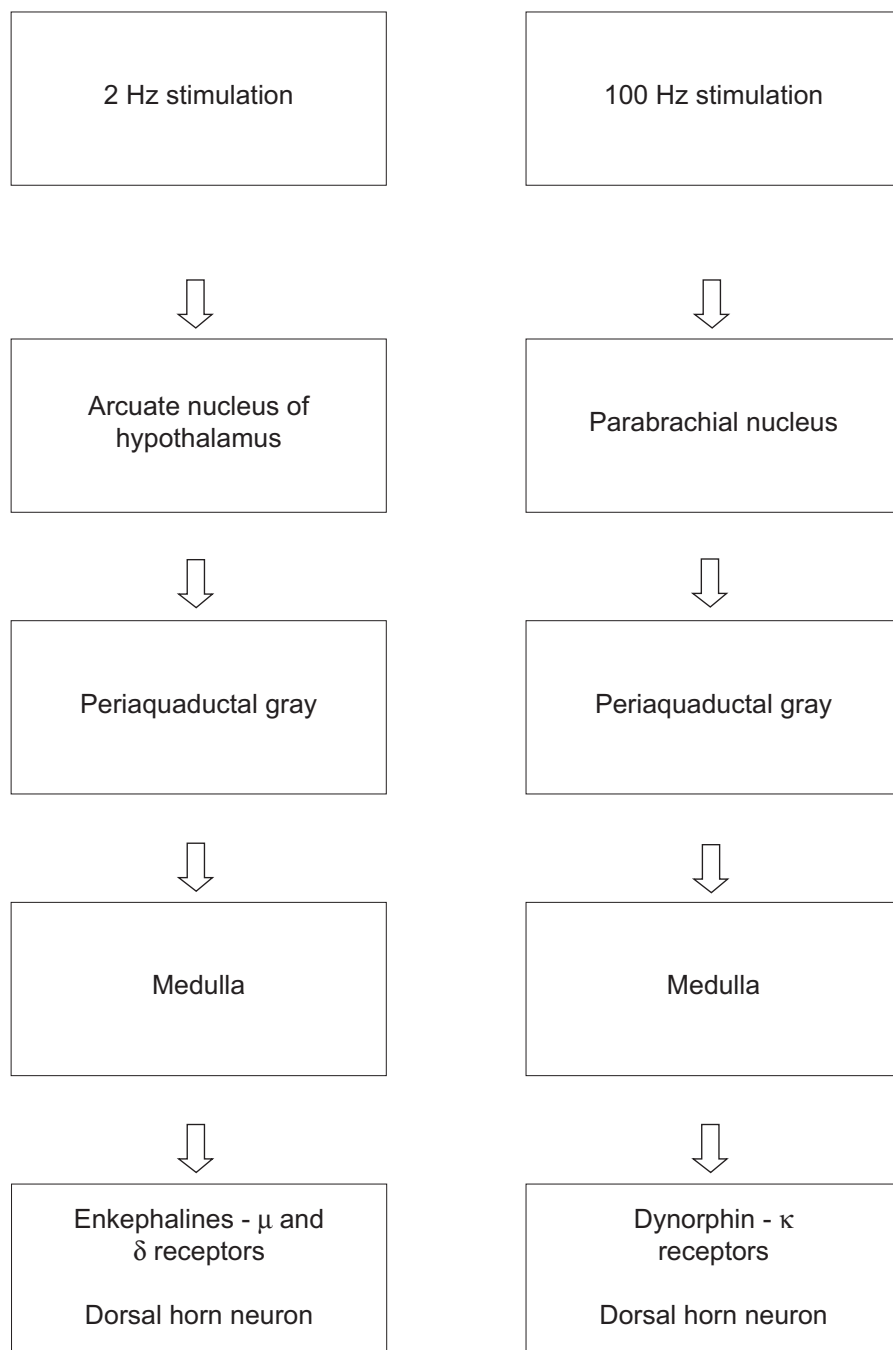 2 Hz stimulation
Arcuate nucleus of
hypothalamus
Periaquaductal gray
Medulla
Enkephalines - μ and
δ receptors
Dorsal horn neuron
100 Hz stimulation
Parabrachial nucleus
Periaquaductal gray
Medulla
Dynorphin - κ
receptors
Dorsal horn neuron